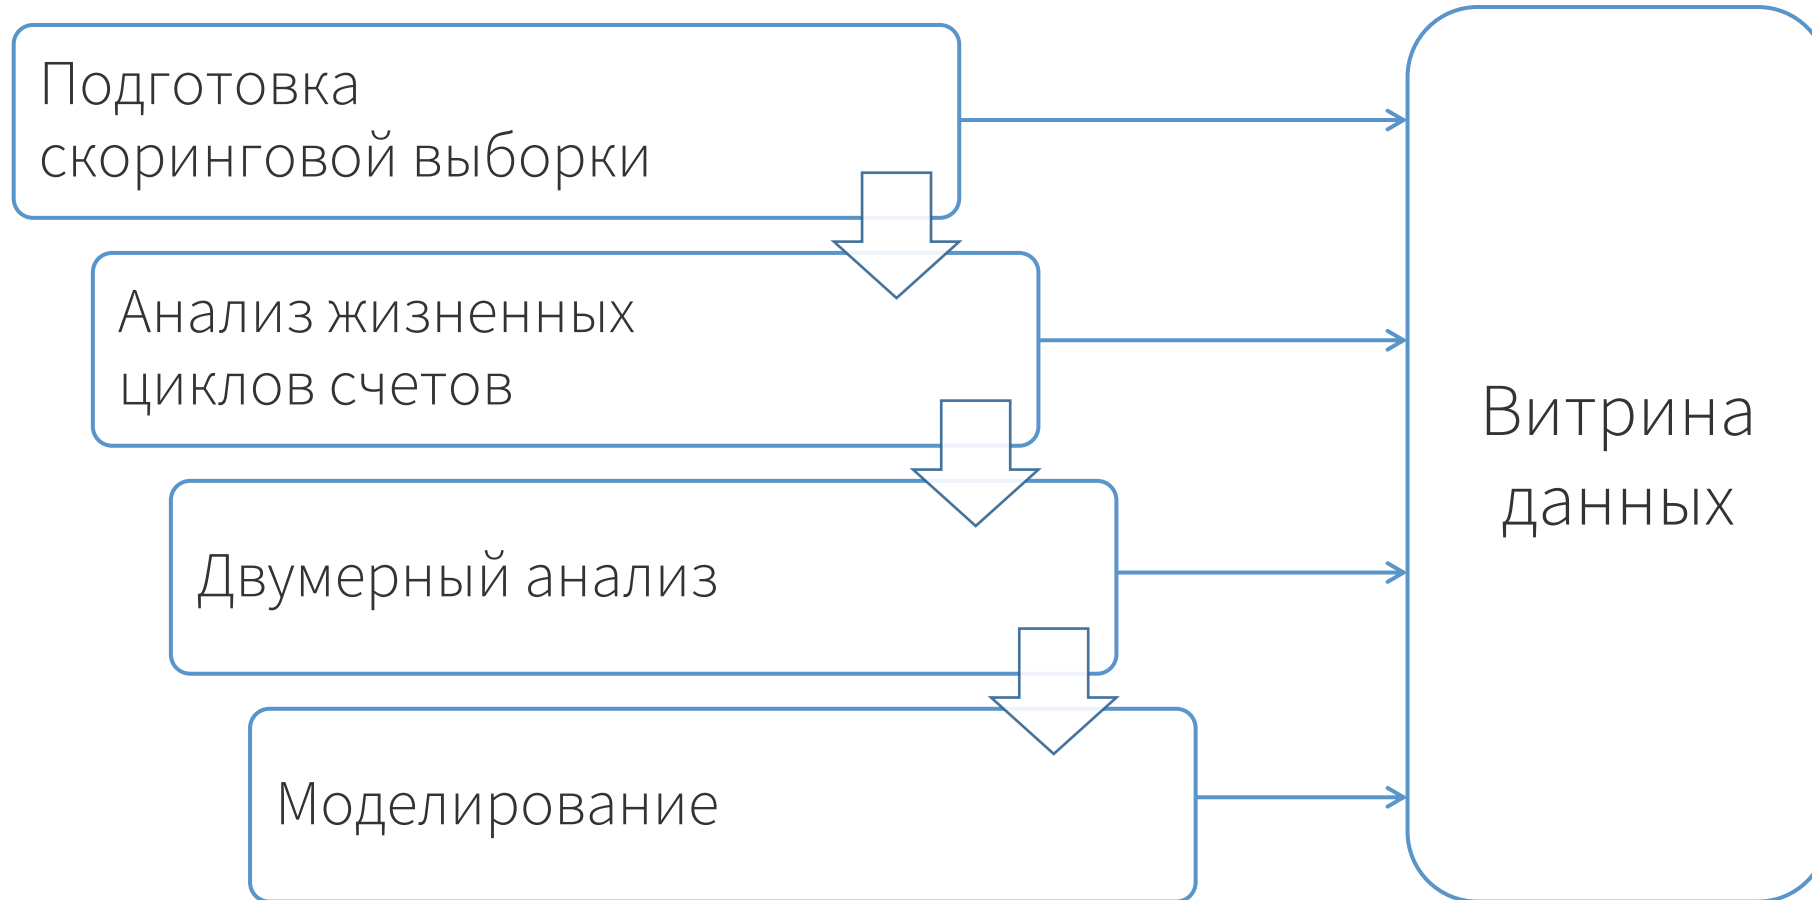 Подготовка
скоринговой выборки
Анализ жизненных
циклов счетов
Двумерный анализ
Моделирование
Витрина
данных